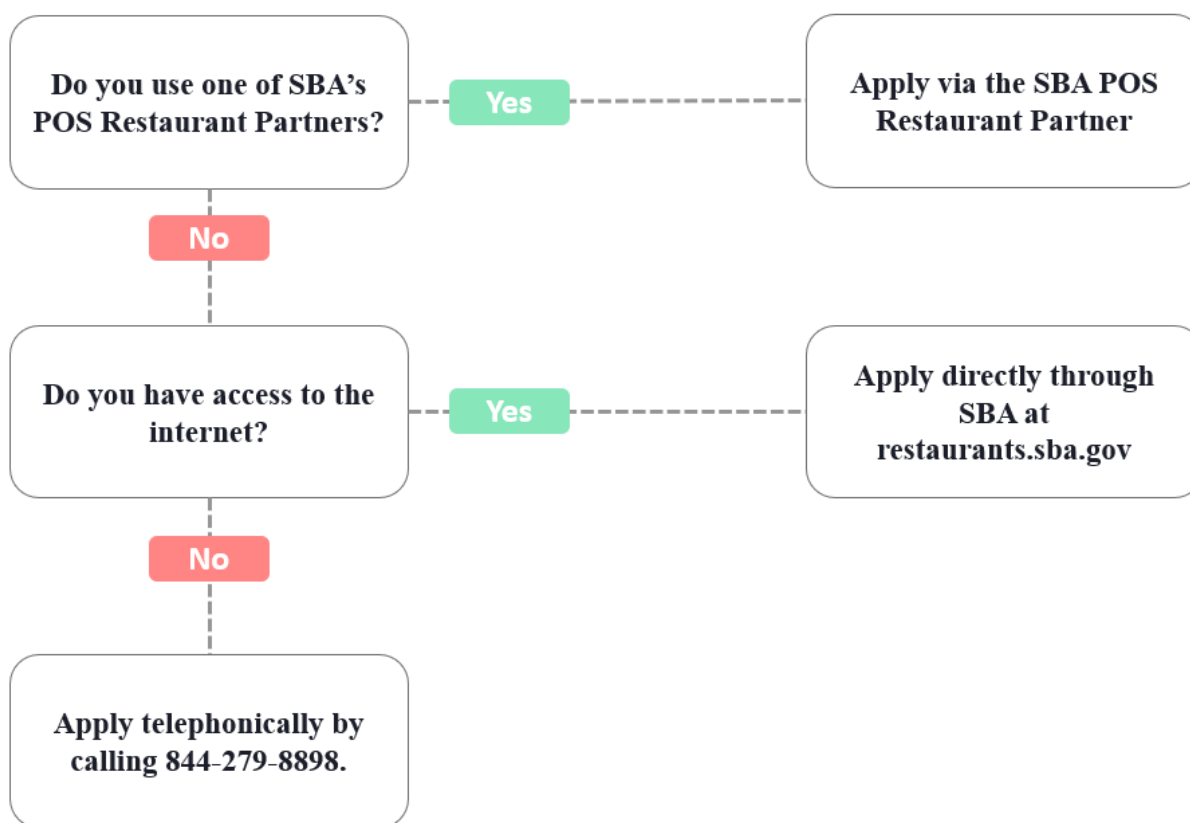 Do you use one of SBA’s
POS Restaurant Partners?
Yes
Apply via the SBA POS
Restaurant Partner
No
Do you have access to the
internet?
Yes
Apply directly through
SBA at
restaurants.sba.gov
No
Apply telephonically by
calling 844-279-8898.